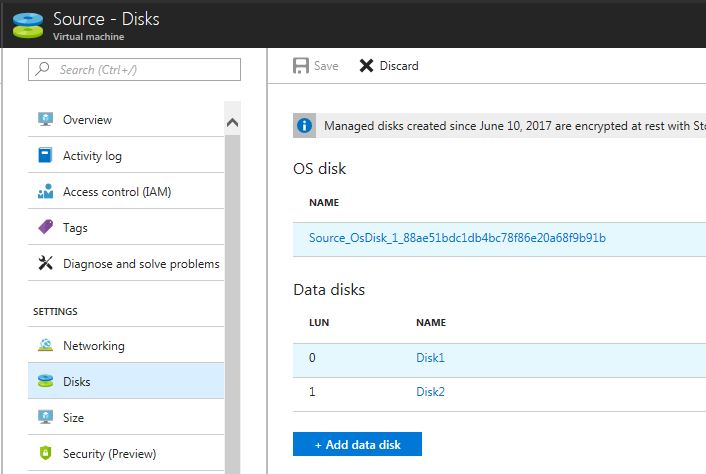 Source - Disks
Virtual machine
Search (Ctrl+/)
Overview
Activity log
Access control (IAM)
Tags
Diagnose and solve problems
SETTINGS
Networking
Disks
Size
Security (Preview)
Save Discard
Managed disks created since June 10, 2017 are encrypted at rest with Sto
OS disk
NAME
Source_OsDisk_1_88ae51bdc1db4bc78f86e20a68f9b91b
Data disks
LUN NAME
0 Disk1
1 Disk2
+ Add data disk